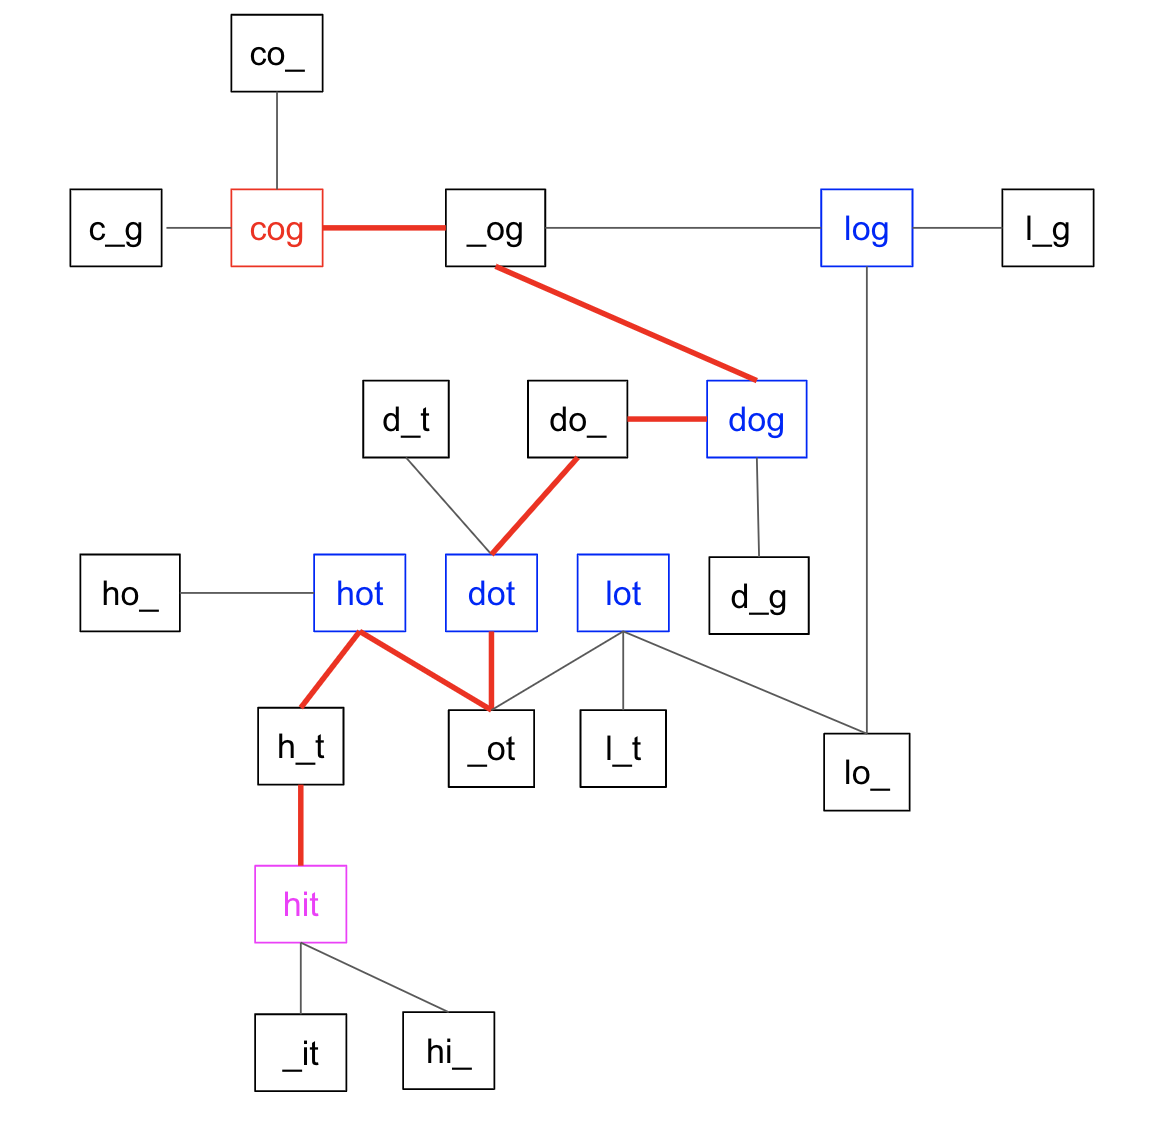 co_
c_g
cog
_og
log
l_g
d_t
do_
dog
ho_
hot
dot
lot
d_g
h_t
_ot
l_t
lo_
hit
_it
hi_